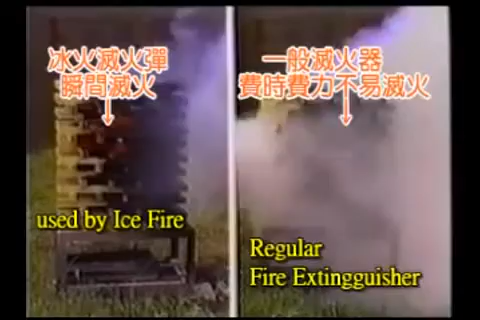 冰火滅火彈
瞬間滅火
used by Ice Fire
一般滅火器
費時費力不易滅火
Regular
Fire Extingguisher